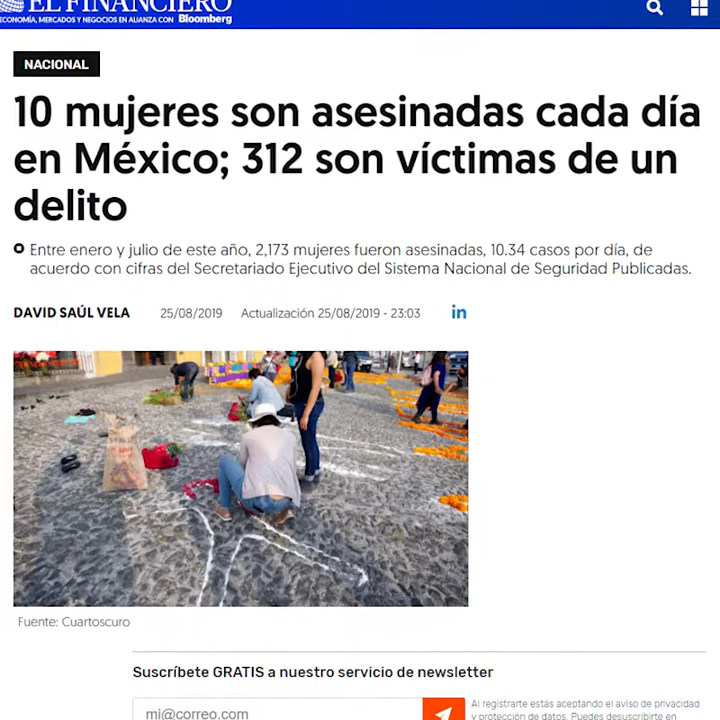 EL FINANCIERO
ECONOMÍA, MERCADOS Y NEGOCIOS EN ALIANZA CON Bloomberg
NACIONAL
10 mujeres son asesinadas cada día
en México; 312 son víctimas de un
delito
Entre enero y julio de este año, 2,173 mujeres fueron asesinadas, 10.34 casos por día, de
acuerdo con cifras del Secretariado Ejecutivo del Sistema Nacional de Seguridad Publicadas.
DAVID SAÚL VELA 25/08/2019 Actualización 25/08/2019 - 23:03 in
Fuente: Cuartoscuro
Suscríbete GRATIS a nuestro servicio de newsletter
mi@correo.com
Al registrarte estás aceptando el aviso de privacidad
y protección de datos. Puedes desuscribirte en